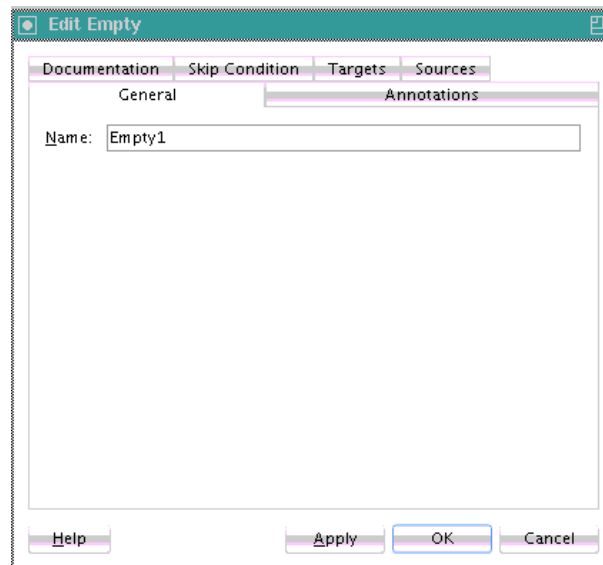 Edit Empty
Documentation Skip Condition Targets Sources
General Annotations
Name: Empty1
Help Apply OK Cancel